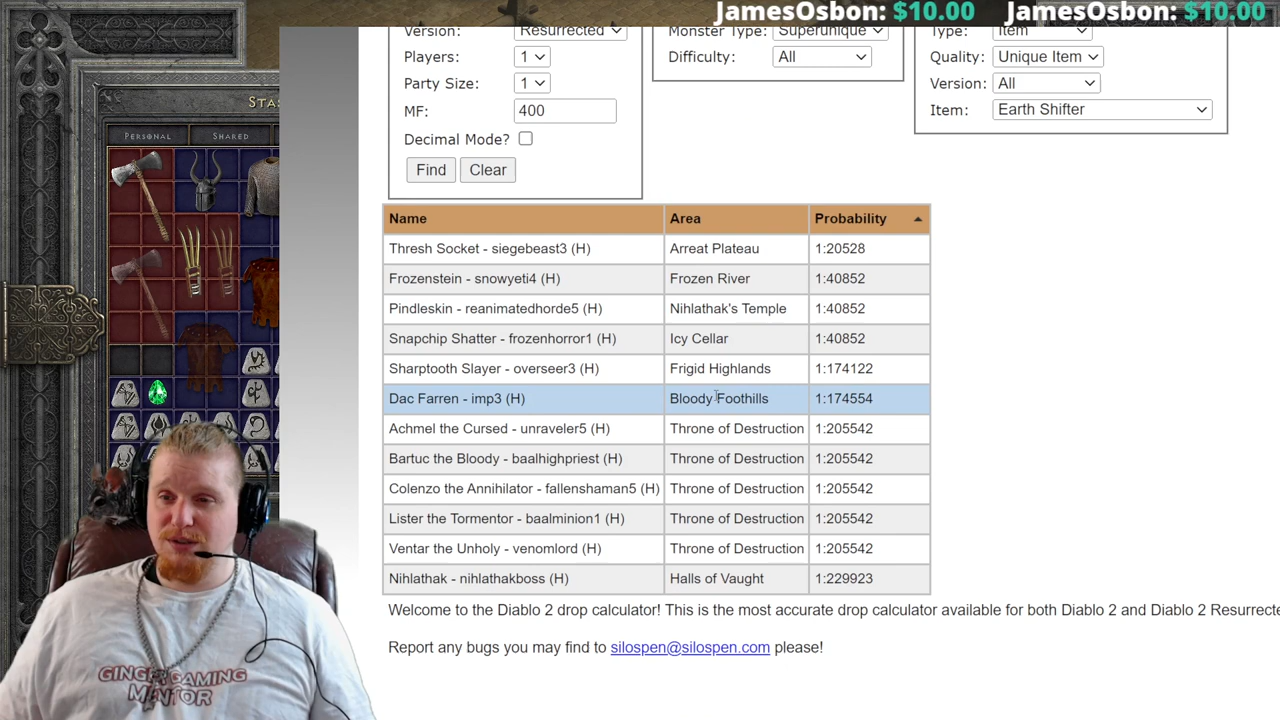 JamesOsbon: $10.00 JamesOsbon: $10.00
Version: Resurrected
Monster Type: Superunique
Type: Item
Players: 1
Difficulty: All
Quality: Unique Item
Party Size: 1
Version: All
MF: 400
Item: Earth Shifter
Decimal Mode?
Find Clear
PERSONAL SHARED
Name Area Probability
Thresh Socket - siegebeast3 (H) Arreat Plateau 1:20528
Frozenstein - snowyeti4 (H) Frozen River 1:40852
Pindleskin - reanimatedhorde5 (H) Nihlathak's Temple 1:40852
Snapchip Shatter - frozenhorror1 (H) Icy Cellar 1:40852
Sharptooth Slayer - overseer3 (H) Frigid Highlands 1:174122
Dac Farren - imp3 (H) Bloody Foothills 1:174554
Achmel the Cursed - unraveler5 (H) Throne of Destruction 1:205542
Bartuc the Bloody - baalhighpriest (H) Throne of Destruction 1:205542
Colenzo the Annihilator - fallenshaman5 (H) Throne of Destruction 1:205542
Lister the Tormentor - baalminion1 (H) Throne of Destruction 1:205542
Ventar the Unholy - venomlord (H) Throne of Destruction 1:205542
Nihlathak - nihlathakboss (H) Halls of Vaught 1:229923
Welcome to the Diablo 2 drop calculator! This is the most accurate drop calculator available for both Diablo 2 and Diablo 2 Resurrecte
Report any bugs you may find to silospen@silospen.com please!
GINGER GAMING
MENTOR